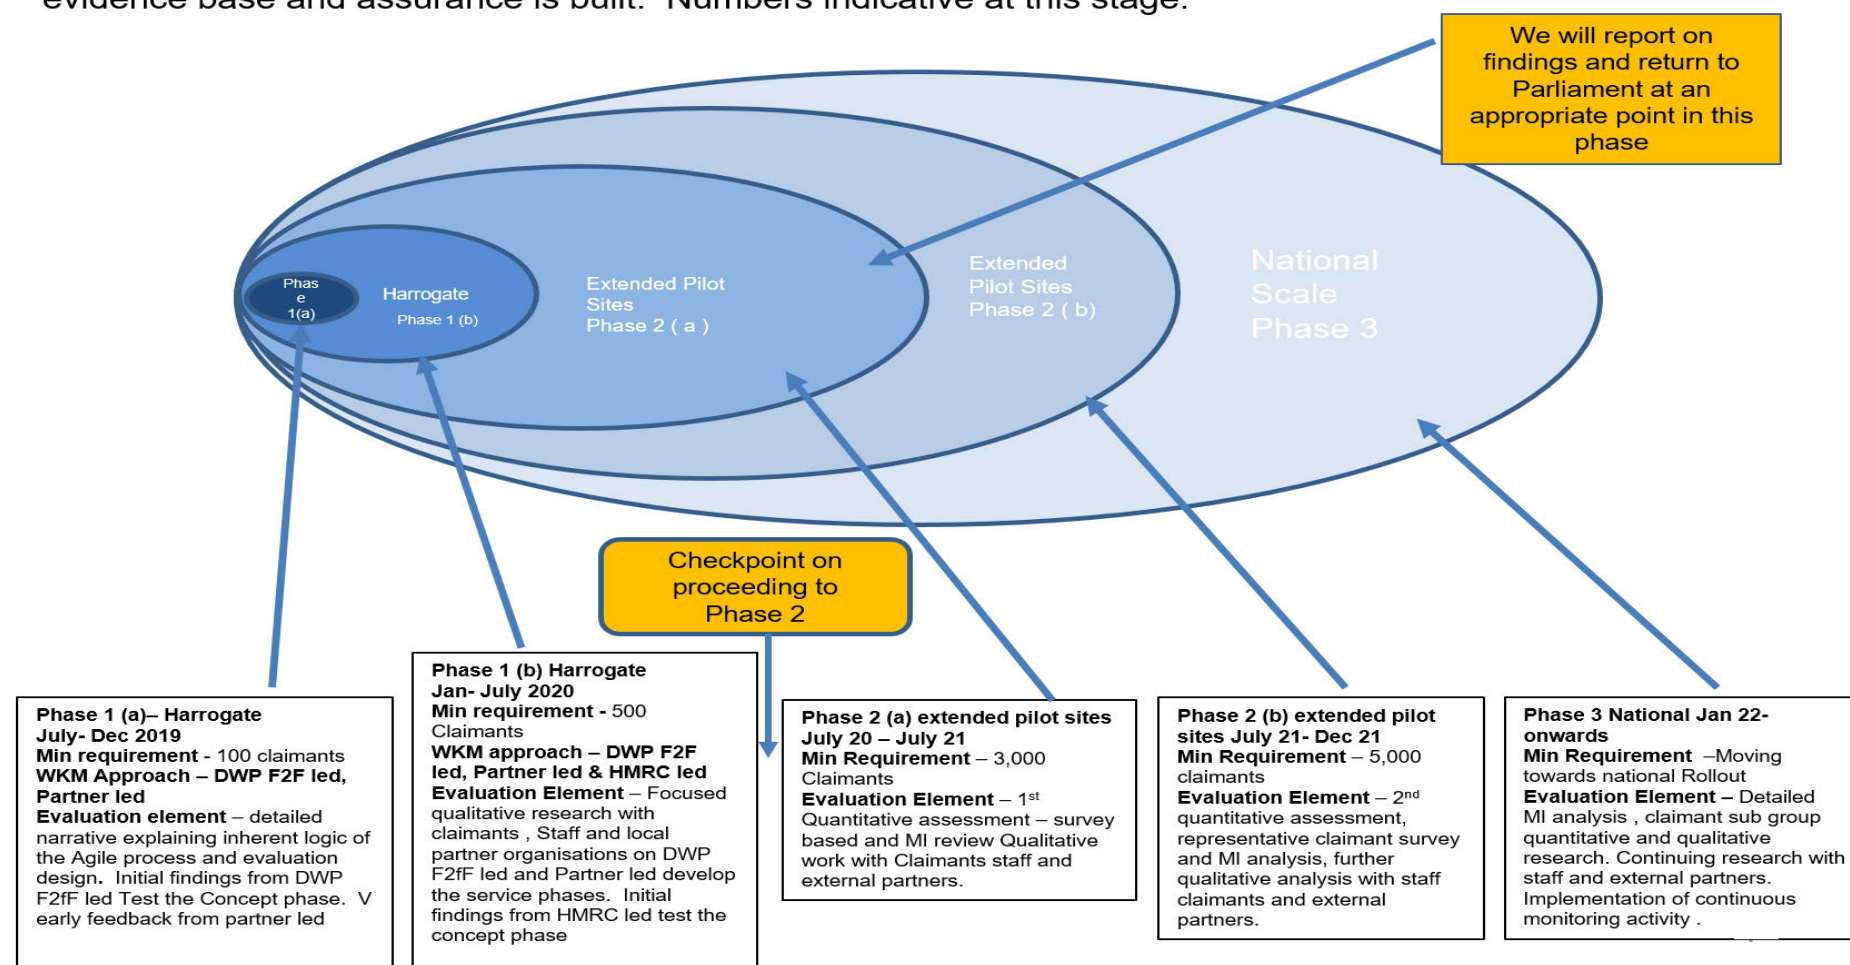 evidence base and assurance is built. Numbers indicative at this stage.
We will report on
findings and return to
Parliament at an
appropriate point in this
phase
Phas
e
1(a)
Harrogate
Phase 1 (b)
Extended Pilot
Sites
Phase 2 ( a )
Extended
Pilot Sites
Phase 2 ( b)
National
Scale
Phase 3
Checkpoint on
proceeding to
Phase 2
Phase 1 (a)– Harrogate
July- Dec 2019
Min requirement - 100 claimants
WKM Approach – DWP F2F led,
Partner led
Evaluation element – detailed
narrative explaining inherent logic of
the Agile process and evaluation
design. Initial findings from DWP
F2fF led Test the Concept phase. V
early feedback from partner led
Phase 1 (b) Harrogate
Jan- July 2020
Min requirement - 500
Claimants
WKM approach – DWP F2F
led, Partner led & HMRC led
Evaluation Element – Focused
qualitative research with
claimants , Staff and local
partner organisations on DWP
F2fF led and Partner led develop
the service phases. Initial
findings from HMRC led test the
concept phase
Phase 2 (a) extended pilot sites
July 20 – July 21
Min Requirement – 3,000
Claimants
Evaluation Element – 1st
Quantitative assessment – survey
based and MI review Qualitative
work with Claimants staff and
external partners.
Phase 2 (b) extended pilot
sites July 21- Dec 21
Min Requirement – 5,000
claimants
Evaluation Element – 2nd
quantitative assessment,
representative claimant survey
and MI analysis, further
qualitative analysis with staff
claimants and external
partners.
Phase 3 National Jan 22-
onwards
Min Requirement –Moving
towards national Rollout
Evaluation Element – Detailed
MI analysis , claimant sub group
quantitative and qualitative
research. Continuing research with
staff and external partners.
Implementation of continuous
monitoring activity .